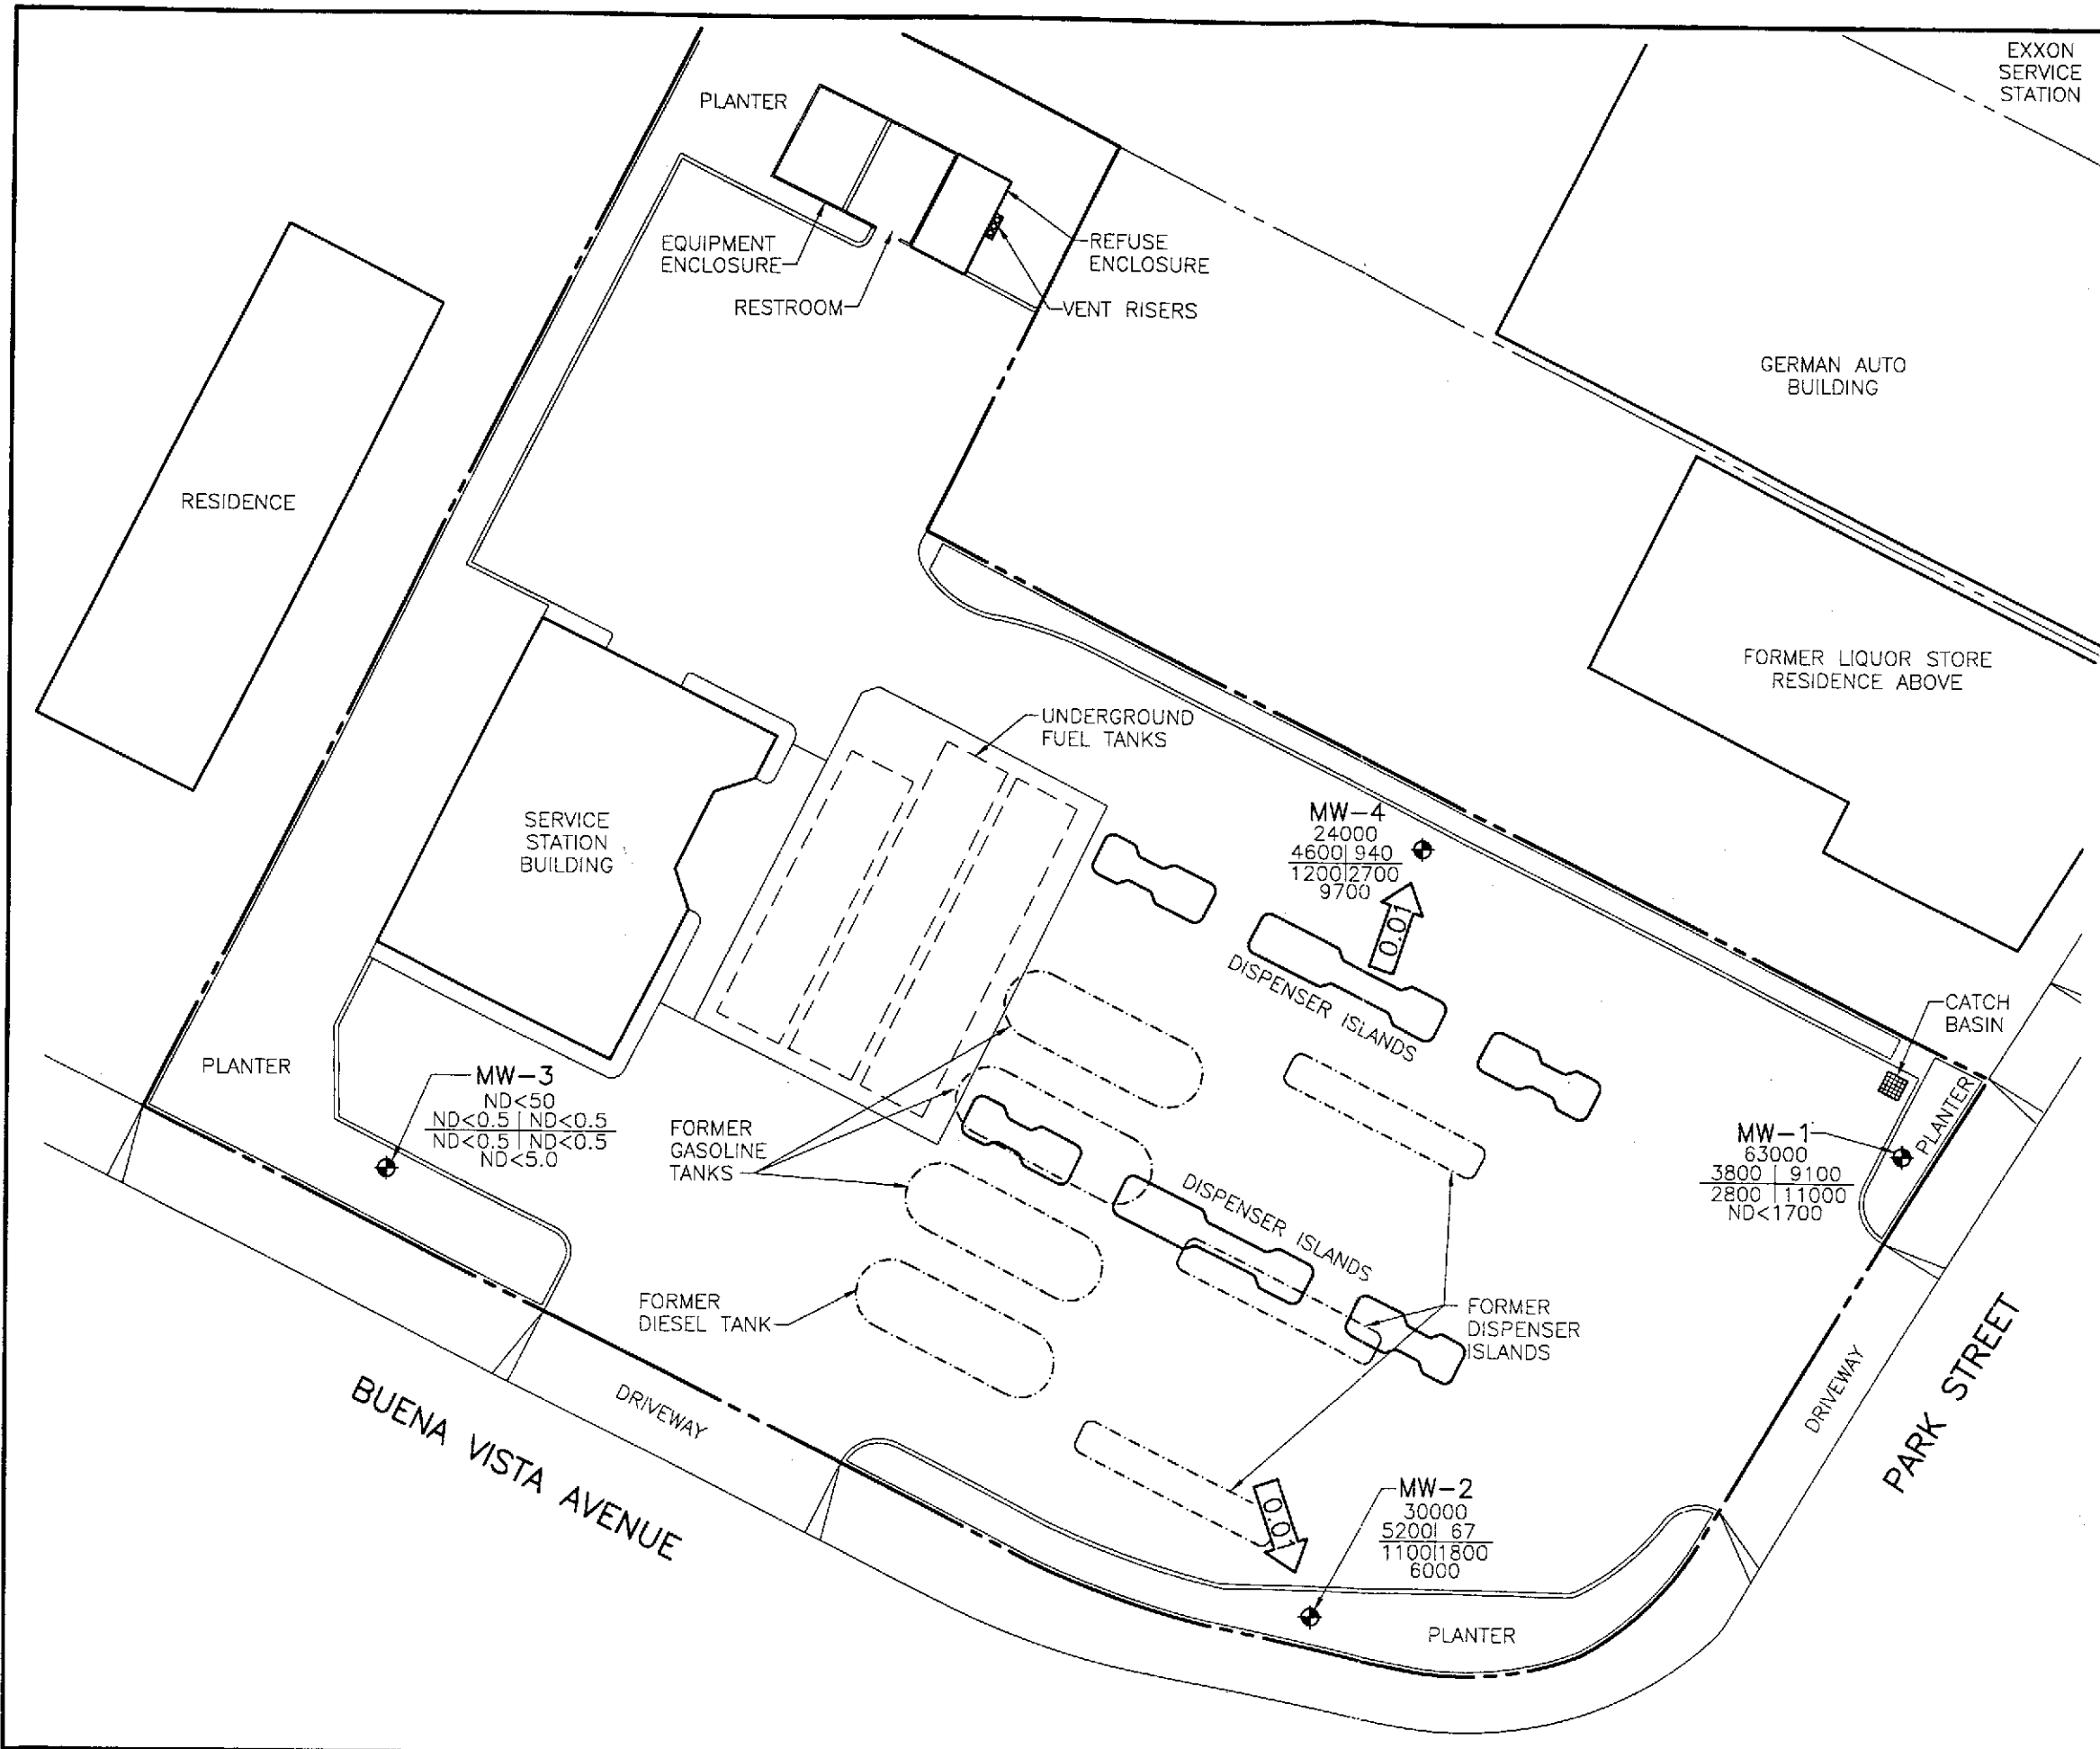 EXXON
SERVICE
STATION
PLANTER
EQUIPMENT
ENCLOSURE
RESTROOM
REFUSE
ENCLOSURE
VENT RISERS
GERMAN AUTO
BUILDING
RESIDENCE
FORMER LIQUOR STORE
RESIDENCE ABOVE
UNDERGROUND
FUEL TANKS
SERVICE
STATION
BUILDING
MW-4
24000
4600|940
1200|2700
9700
0.01
DISPENSER ISLANDS
CATCH
BASIN
PLANTER
PLANTER
MW-3
ND<50
ND<0.5|ND<0.5
ND<0.5|ND<0.5
ND<5.0
FORMER
GASOLINE
TANKS
MW-1
63000
3800|9100
2800|11000
ND<1700
DISPENSER ISLANDS
FORMER
DIESEL TANK
FORMER
DISPENSER
ISLANDS
DRIVEWAY
DRIVEWAY
PARK STREET
BUENA VISTA AVENUE
0.01
MW-2
30000
5200|67
1100|1800
6000
PLANTER